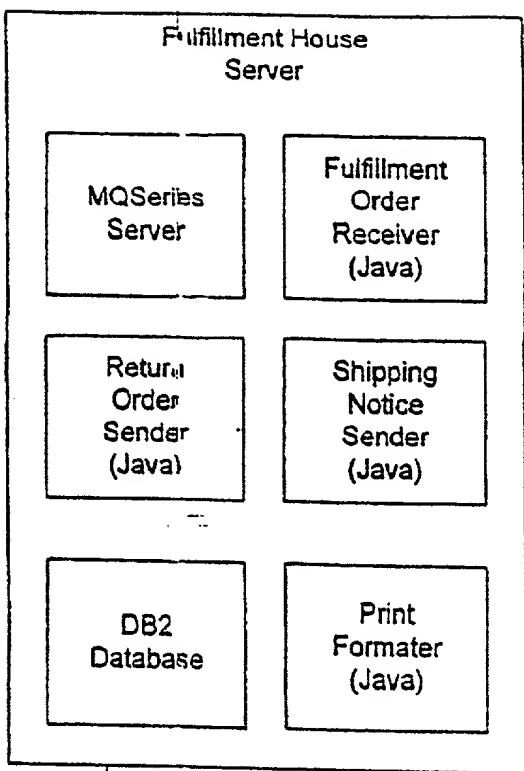 Fulfillment House
Server
MQSeries
Server
Fulfillment
Order
Receiver
(Java)
Return
Order
Sender
(Java)
Shipping
Notice
Sender
(Java)
DB2
Database
Print
Formater
(Java)